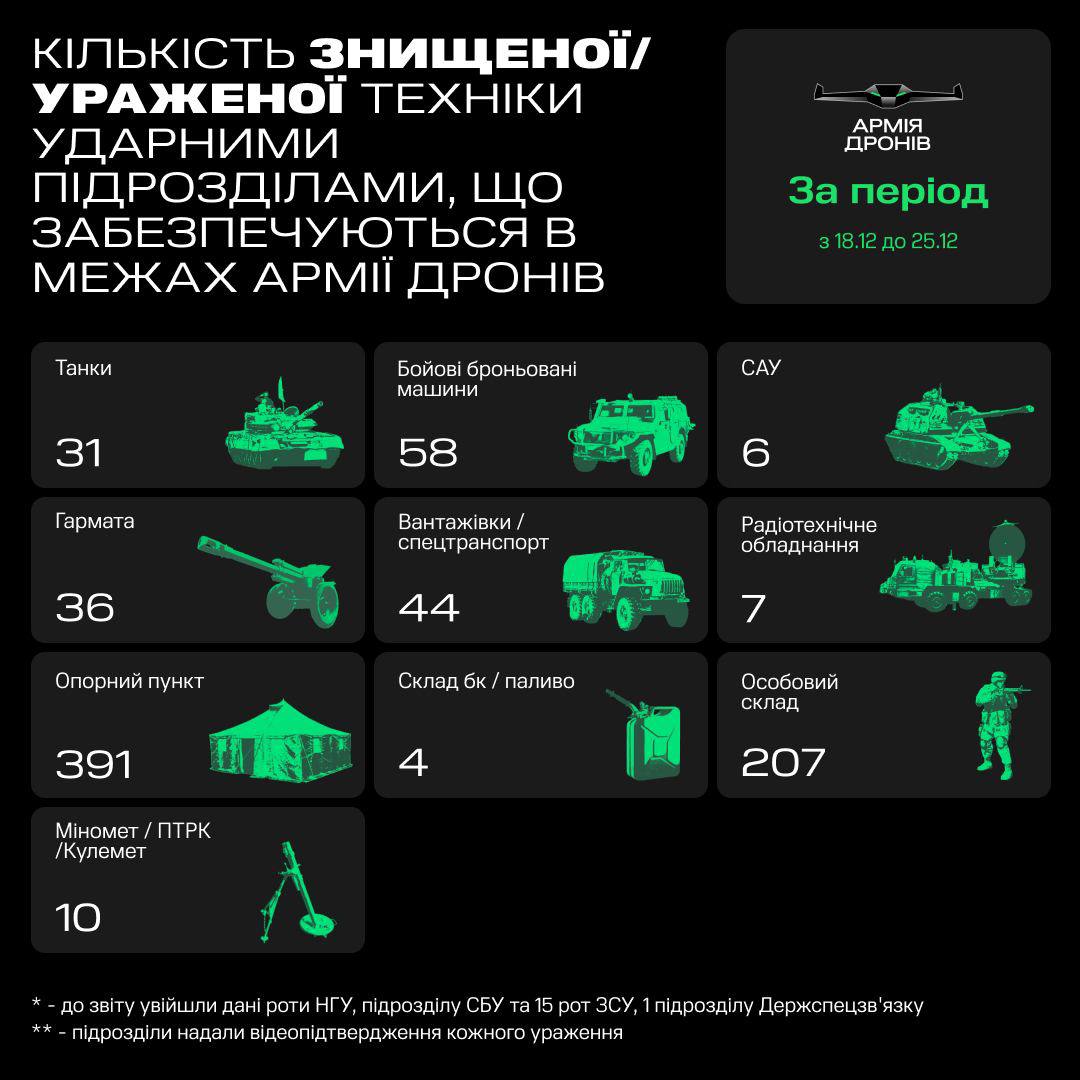 КІЛЬКІСТЬ ЗНИЩЕНОЇ/
УРАЖЕНОЇ ТЕХНІКИ
УДАРНИМИ
ПІДРОЗДІЛАМИ, ЩО
ЗАБЕЗПЕЧУЮТЬСЯ В
МЕЖАХ АРМІЇ ДРОНІВ
АРМІЯ
ДРОНІВ
За період
з 18.12 до 25.12
Танки
31
Бойові броньовані
машини
58
САУ
6
Гармата
36
Вантажівки /
спецтранспорт
44
Радіотехнічне
обладнання
7
Опорний пункт
391
Склад бк / паливо
4
Особовий
склад
207
Міномет / ПТРК
/Кулемет
10
* - до звіту увійшли дані роти НГУ, підрозділу СБУ та 15 рот ЗСУ, 1 підрозділу Держспецзв'язку
** - підрозділи надали відеопідтвердження кожного ураження